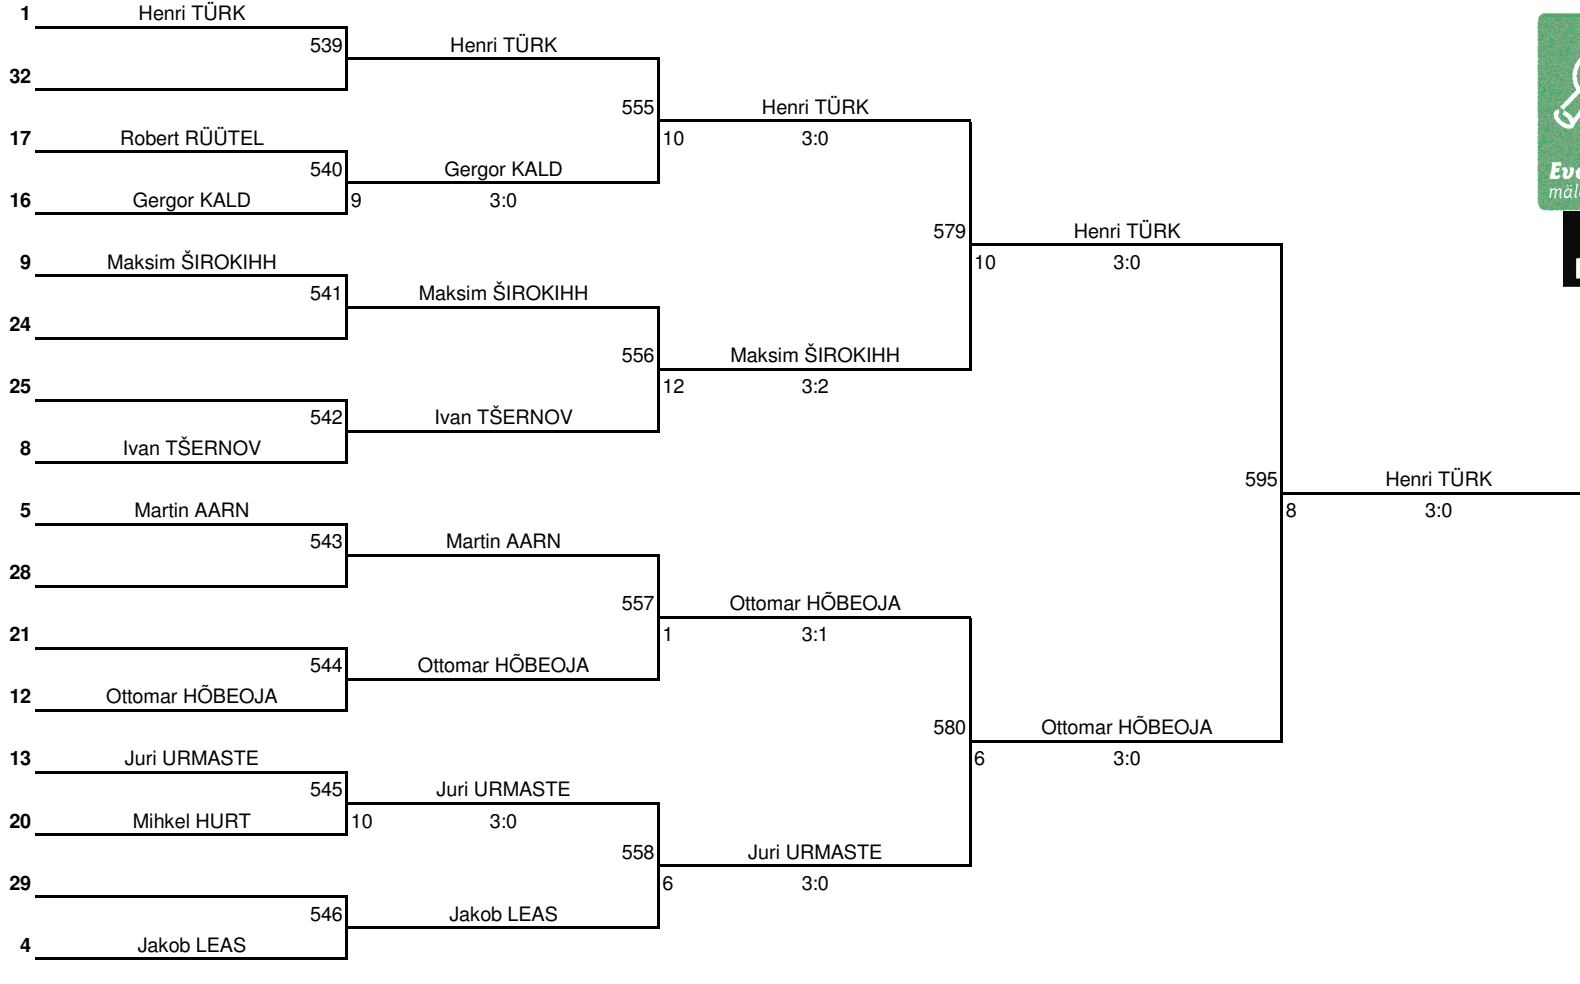 1 Henri TÜRK
539 Henri TÜRK
32
555 Henri TÜRK
17 Robert RÜÜTEL 10 3:0
540 Gergor KALD
16 Gergor KALD 9 3:0
579 Henri TÜRK
9 Maksim ŠIROKIHH 10 3:0
541 Maksim ŠIROKIHH
24
556 Maksim ŠIROKIHH
25 12 3:2
542 Ivan TŠERNOV
8 Ivan TŠERNOV
595 Henri TÜRK
5 Martin AARN 8 3:0
543 Martin AARN
28
557 Ottomar HÕBEOJA
21 1 3:1
544 Ottomar HÕBEOJA
12 Ottomar HÕBEOJA
580 Ottomar HÕBEOJA
13 Juri URMASTE 6 3:0
545 Juri URMASTE
20 Mihkel HURT 10 3:0
558 Juri URMASTE
29 6 3:0
546 Jakob LEAS
4 Jakob LEAS